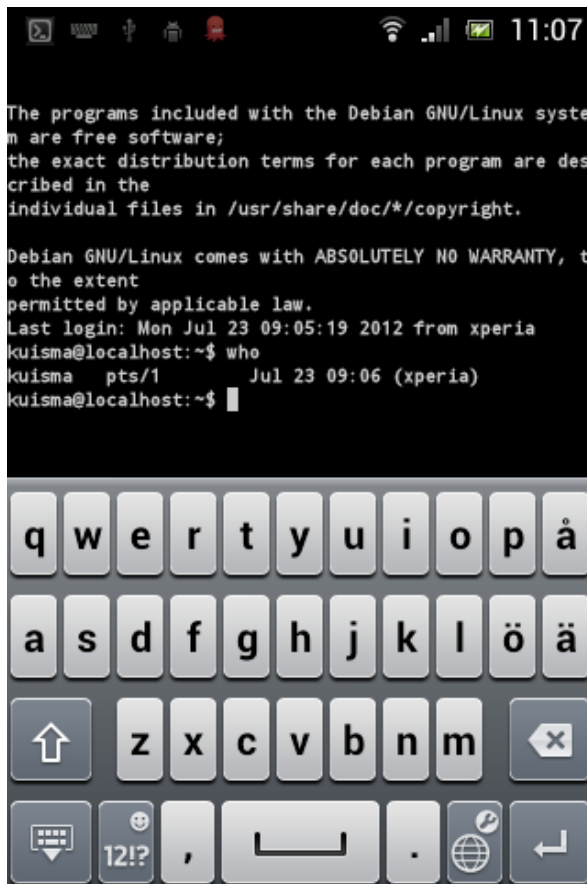 11:07
The programs included with the Debian GNU/Linux syste
m are free software;
the exact distribution terms for each program are des
cribed in the
individual files in /usr/share/doc/*/copyright.
Debian GNU/Linux comes with ABSOLUTELY NO WARRANTY, t
o the extent
permitted by applicable law.
Last login: Mon Jul 23 09:05:19 2012 from xperia
kuisma@localhost:~$ who
kuisma   pts/1        Jul 23 09:06 (xperia)
kuisma@localhost:~$
q w e r t y u i o p å
a s d f g h j k l ö ä
z x c v b n m
12!? , .